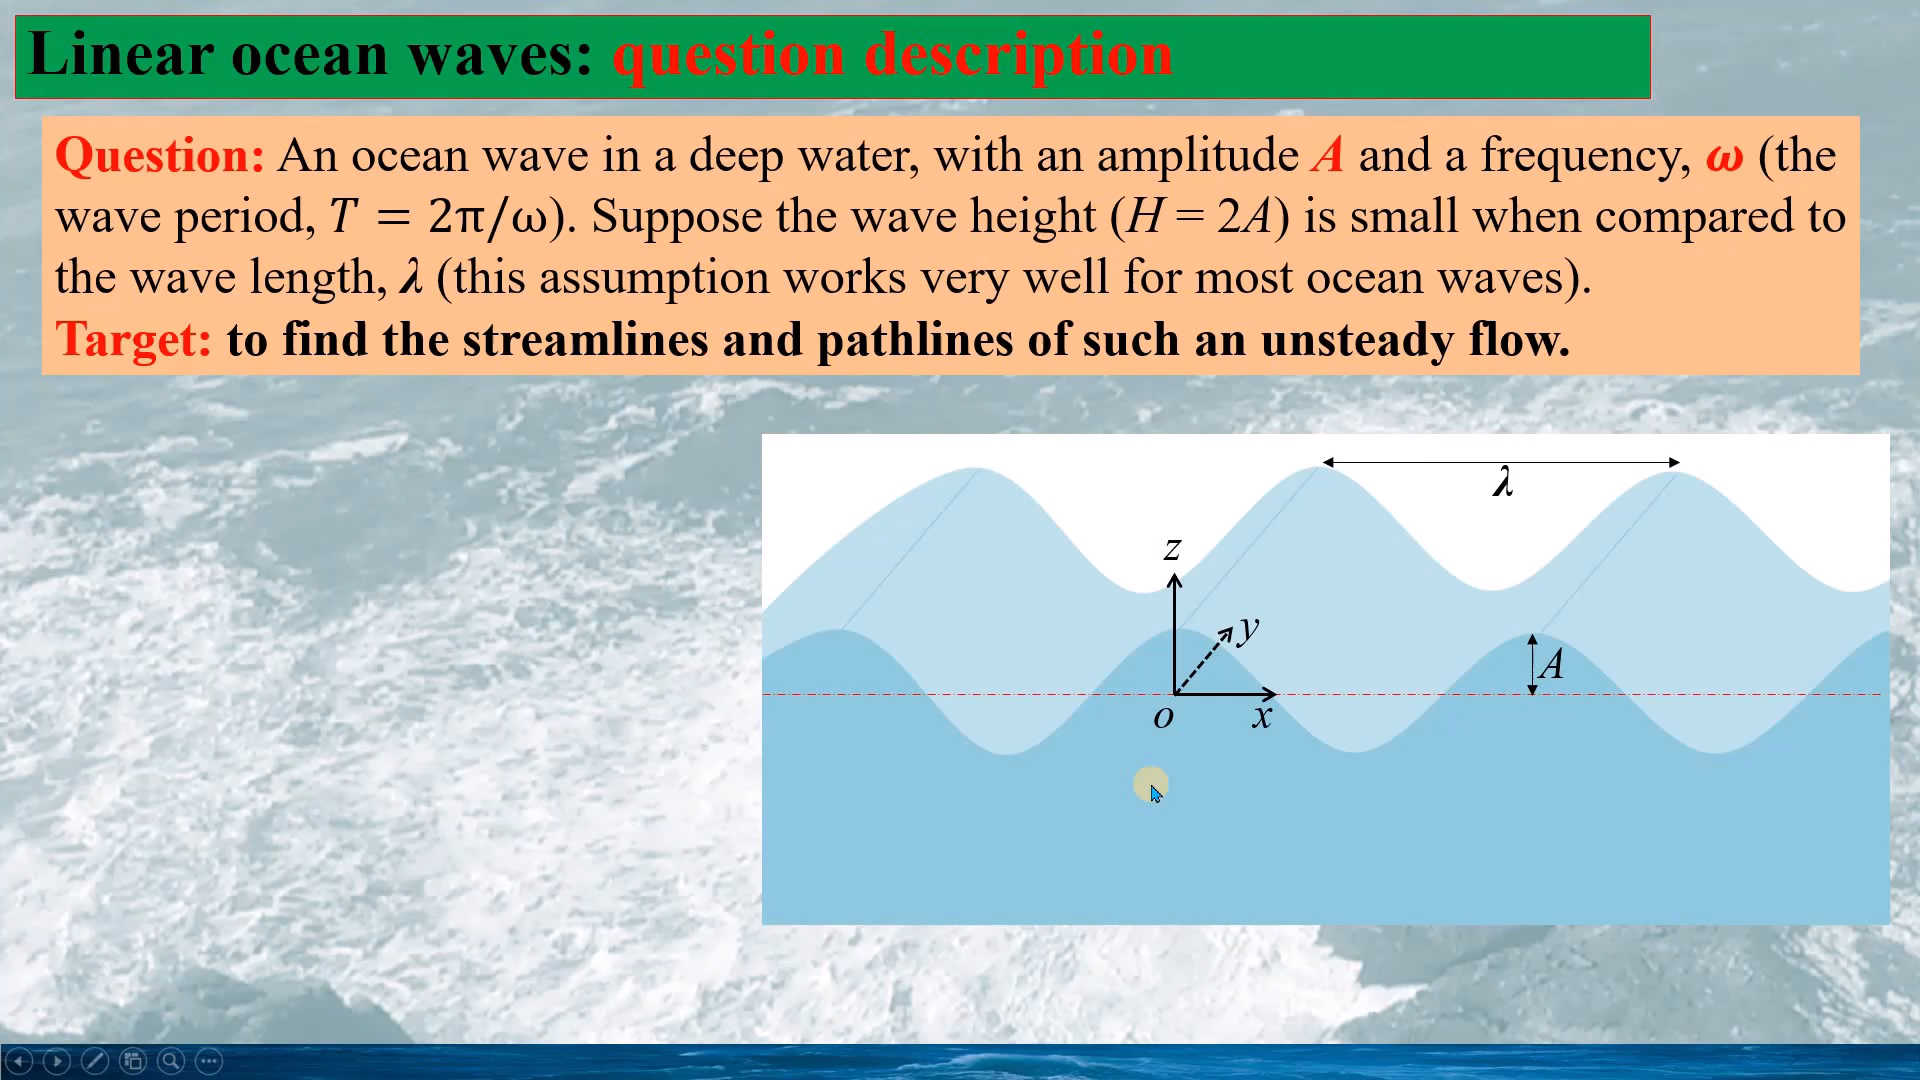 Linear ocean waves: question description
Question: An ocean wave in a deep water, with an amplitude A and a frequency, ω (the
wave period, T = 2π/ω). Suppose the wave height (H = 2A) is small when compared to
the wave length, λ (this assumption works very well for most ocean waves).
Target: to find the streamlines and pathlines of such an unsteady flow.
λ
z
y
A
o
x